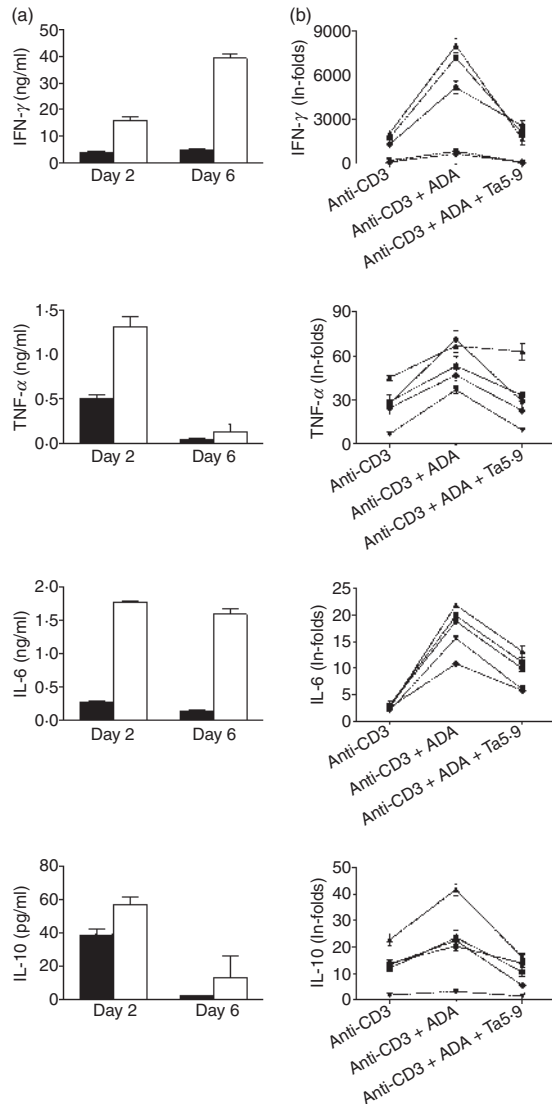 (a)
(b)
50
40
30
20
10
0
IFN-γ (ng/ml)
Day 2
Day 6
9000
6000
3000
0
IFN-γ (In-folds)
Anti-CD3
Anti-CD3 + ADA
Anti-CD3 + ADA + Ta5·9
1·5
1·0
0·5
0·0
TNF-α (ng/ml)
Day 2
Day 6
90
60
30
0
TNF-α (In-folds)
Anti-CD3
Anti-CD3 + ADA
Anti-CD3 + ADA + Ta5·9
2·0
1·5
1·0
0·5
0·0
IL-6 (ng/ml)
Day 2
Day 6
25
20
15
10
5
0
IL-6 (In-folds)
Anti-CD3
Anti-CD3 + ADA
Anti-CD3 + ADA + Ta5·9
80
60
40
20
0
IL-10 (pg/ml)
Day 2
Day 6
50
40
30
20
10
0
IL-10 (In-folds)
Anti-CD3
Anti-CD3 + ADA
Anti-CD3 + ADA + Ta5·9